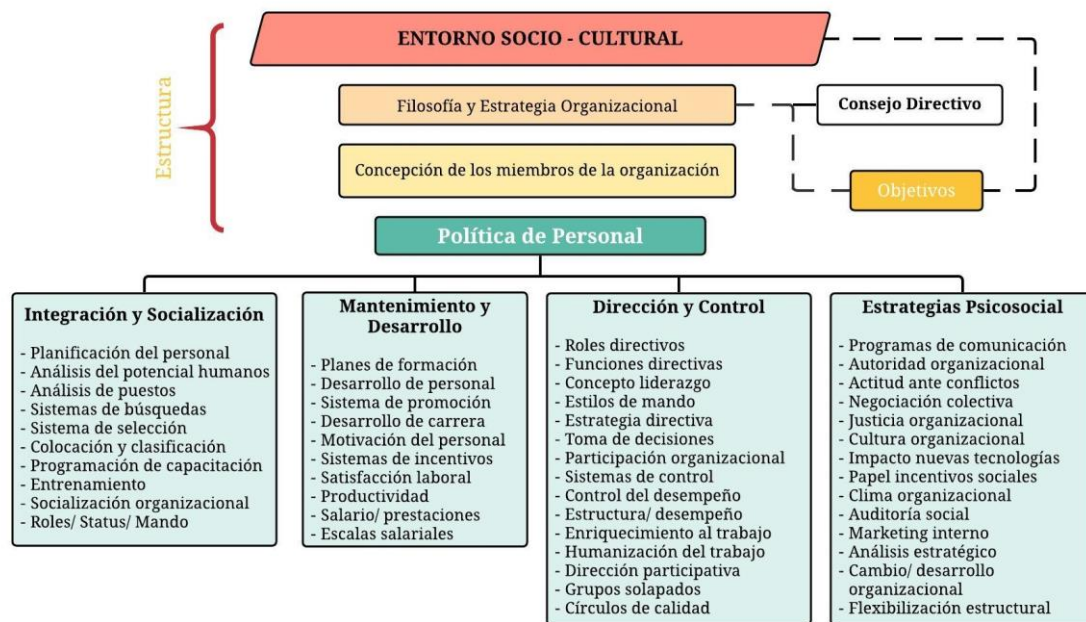 Estructura
ENTORNO SOCIO - CULTURAL
Filosofía y Estrategia Organizacional
Consejo Directivo
Concepción de los miembros de la organización
Objetivos
Política de Personal
Integración y Socialización
- Planificación del personal
- Análisis del potencial humanos
- Análisis de puestos
- Sistemas de búsquedas
- Sistema de selección
- Colocación y clasificación
- Programación de capacitación
- Entrenamiento
- Socialización organizacional
- Roles/ Status/ Mando
Mantenimiento y
Desarrollo
- Planes de formación
- Desarrollo de personal
- Sistema de promoción
- Desarrollo de carrera
- Motivación del personal
- Sistemas de incentivos
- Satisfacción laboral
- Productividad
- Salario/ prestaciones
- Escalas salariales
Dirección y Control
- Roles directivos
- Funciones directivas
- Concepto liderazgo
- Estilos de mando
- Estrategia directiva
- Toma de decisiones
- Participación organizacional
- Sistemas de control
- Control del desempeño
- Estructura/ desempeño
- Enriquecimiento al trabajo
- Humanización del trabajo
- Dirección participativa
- Grupos solapados
- Círculos de calidad
Estrategias Psicosocial
- Programas de comunicación
- Autoridad organizacional
- Actitud ante conflictos
- Negociación colectiva
- Justicia organizacional
- Cultura organizacional
- Impacto nuevas tecnologías
- Papel incentivos sociales
- Clima organizacional
- Auditoría social
- Marketing interno
- Análisis estratégico
- Cambio/ desarrollo
organizacional
- Flexibilización estructural